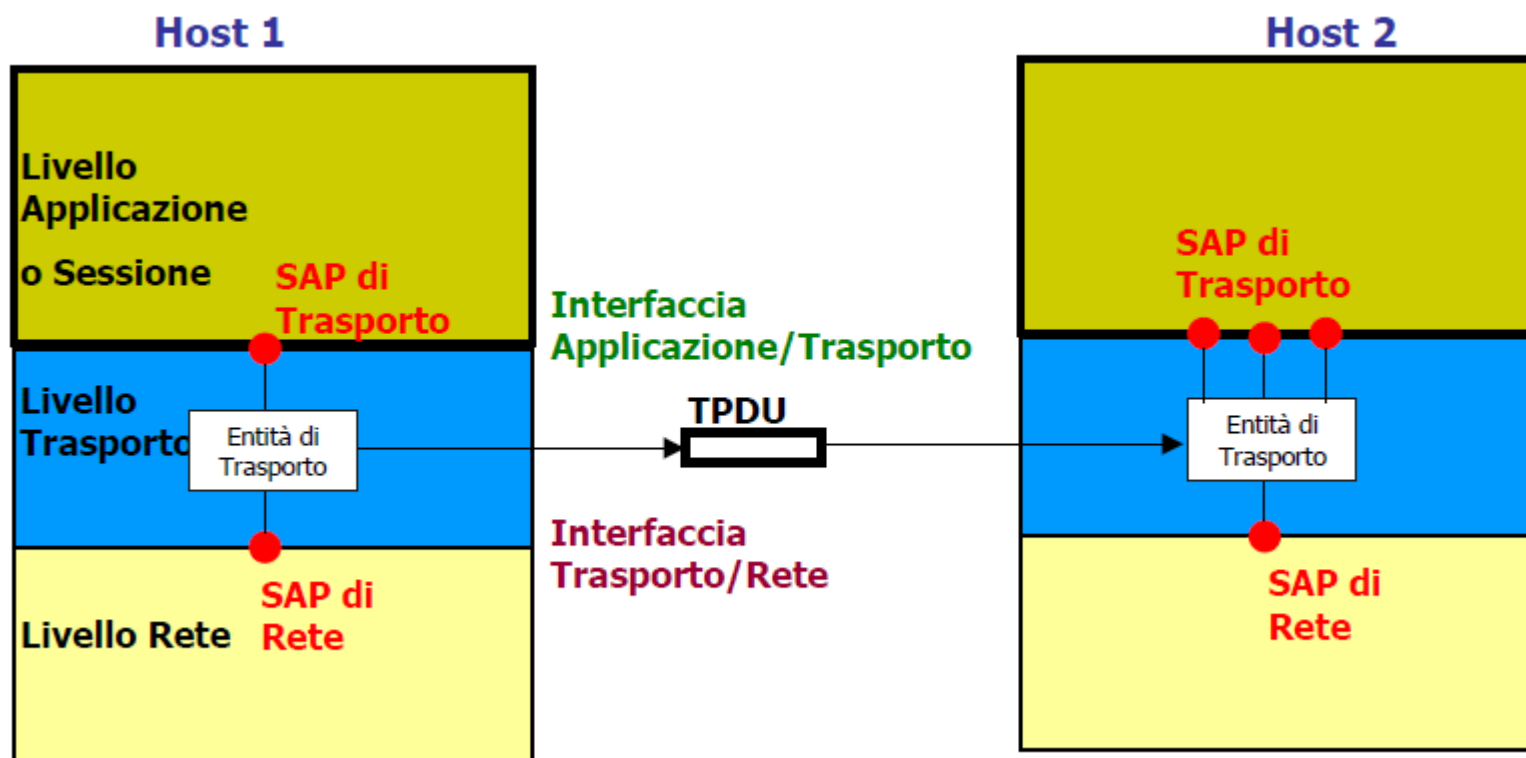 Host 1
Host 2
Livello
Applicazione
o Sessione
SAP di
Trasporto
Interfaccia
Applicazione/Trasporto
SAP di
Trasporto
Livello
Trasporto
Entità di
Trasporto
TPDU
Entità di
Trasporto
Interfaccia
Trasporto/Rete
Livello Rete
SAP di
Rete
SAP di
Rete